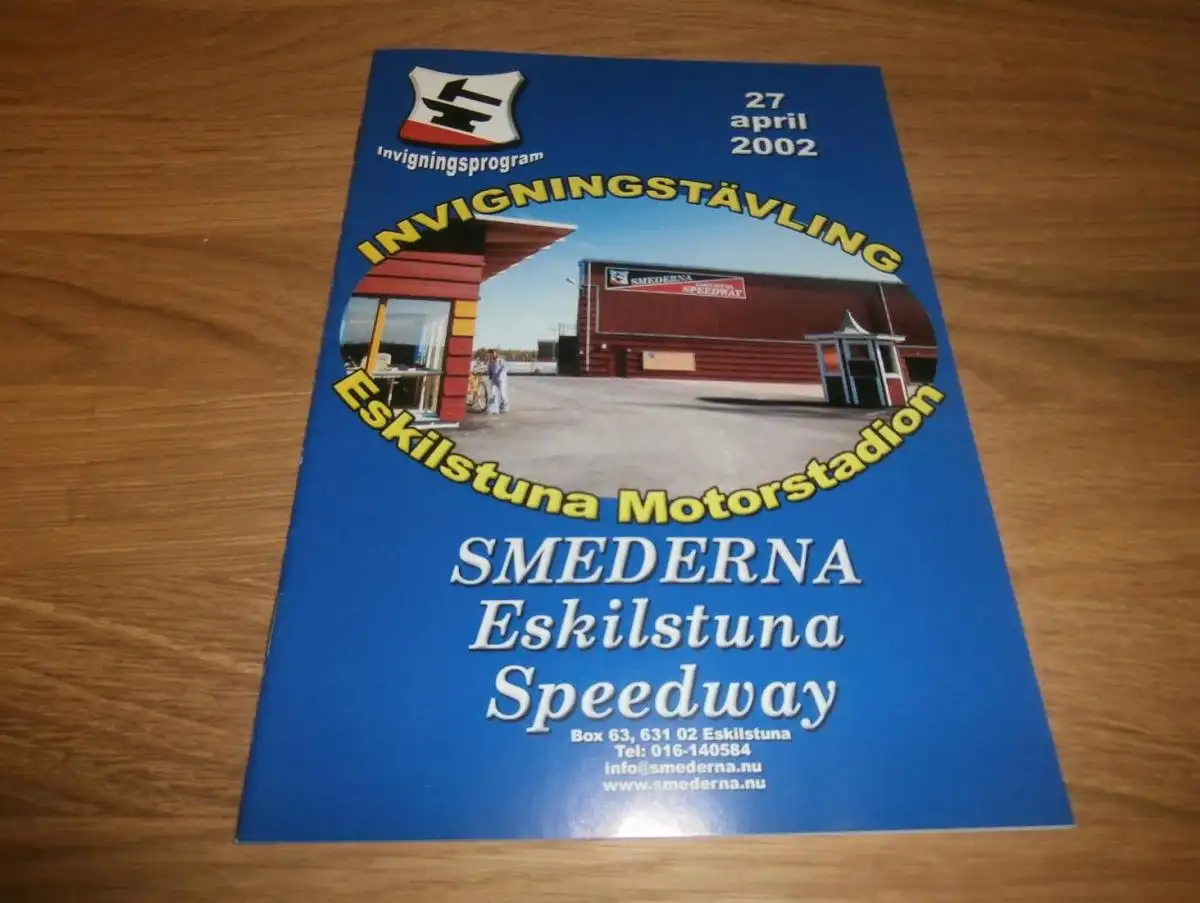 Invigningsprogram
27
april
2002
INVIGNINGSTÄVLING
SMEDERNA
SPEEDWAY
Eskilstuna Motorstadion
SMEDERNA
Eskilstuna
Speedway
Box 63, 631 02 Eskilstuna
Tel: 016-140584
info@smederna.nu
www.smederna.nu